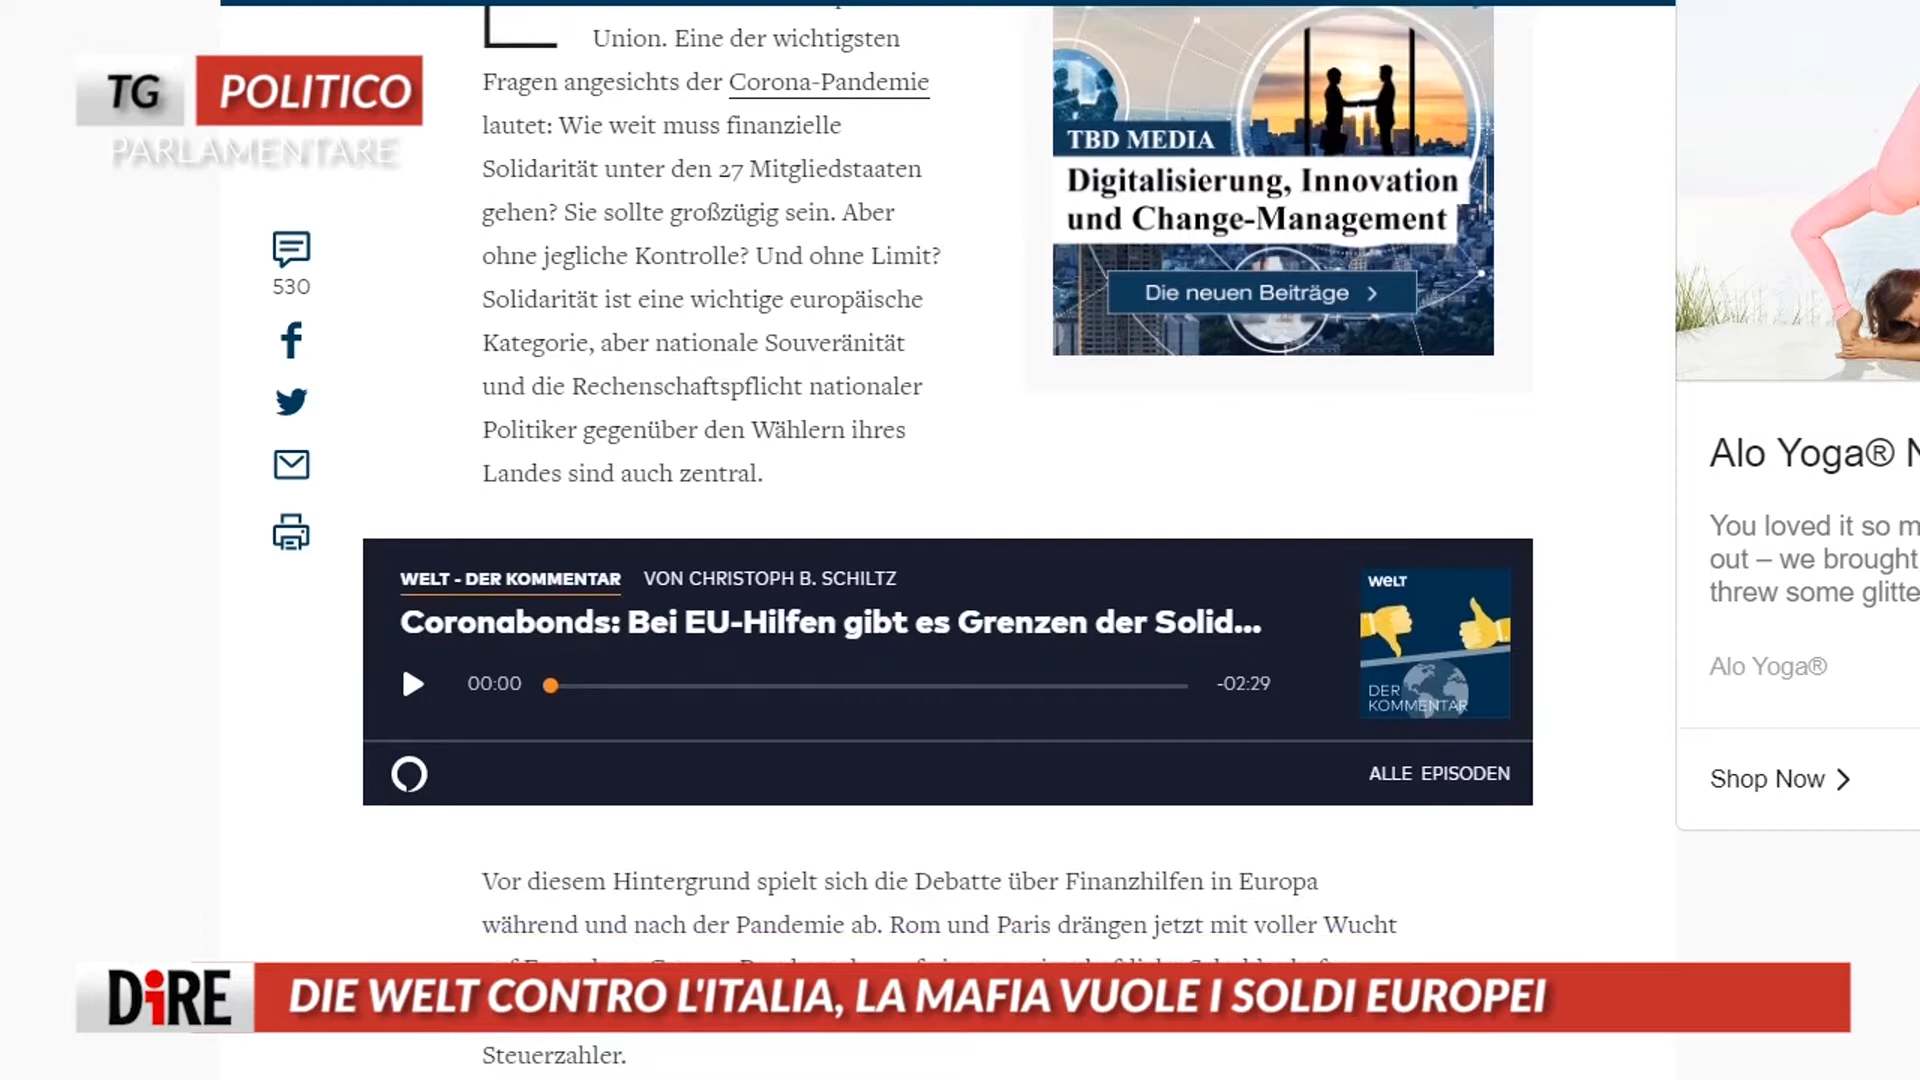 TG POLITICO
PARLAMENTARE
Union. Eine der wichtigsten
Fragen angesichts der Corona-Pandemie
lautet: Wie weit muss finanzielle
Solidarität unter den 27 Mitgliedstaaten
gehen? Sie sollte großzügig sein. Aber
ohne jegliche Kontrolle? Und ohne Limit?
Solidarität ist eine wichtige europäische
Kategorie, aber nationale Souveränität
und die Rechenschaftspflicht nationaler
Politiker gegenüber den Wählern ihres
Landes sind auch zentral.
530
TBD MEDIA
Digitalisierung, Innovation
und Change-Management
Die neuen Beiträge
Alo Yoga® N
You loved it so m
out – we brought
threw some glitte
Alo Yoga®
Shop Now
WELT - DER KOMMENTAR VON CHRISTOPH B. SCHILTZ
Coronabonds: Bei EU-Hilfen gibt es Grenzen der Solid...
00:00 -02:29
WELT
DER
KOMMENTAR
ALLE EPISODEN
Vor diesem Hintergrund spielt sich die Debatte über Finanzhilfen in Europa
während und nach der Pandemie ab. Rom und Paris drängen jetzt mit voller Wucht
DiRE DIE WELT CONTRO L'ITALIA, LA MAFIA VUOLE I SOLDI EUROPEI
Steuerzahler.